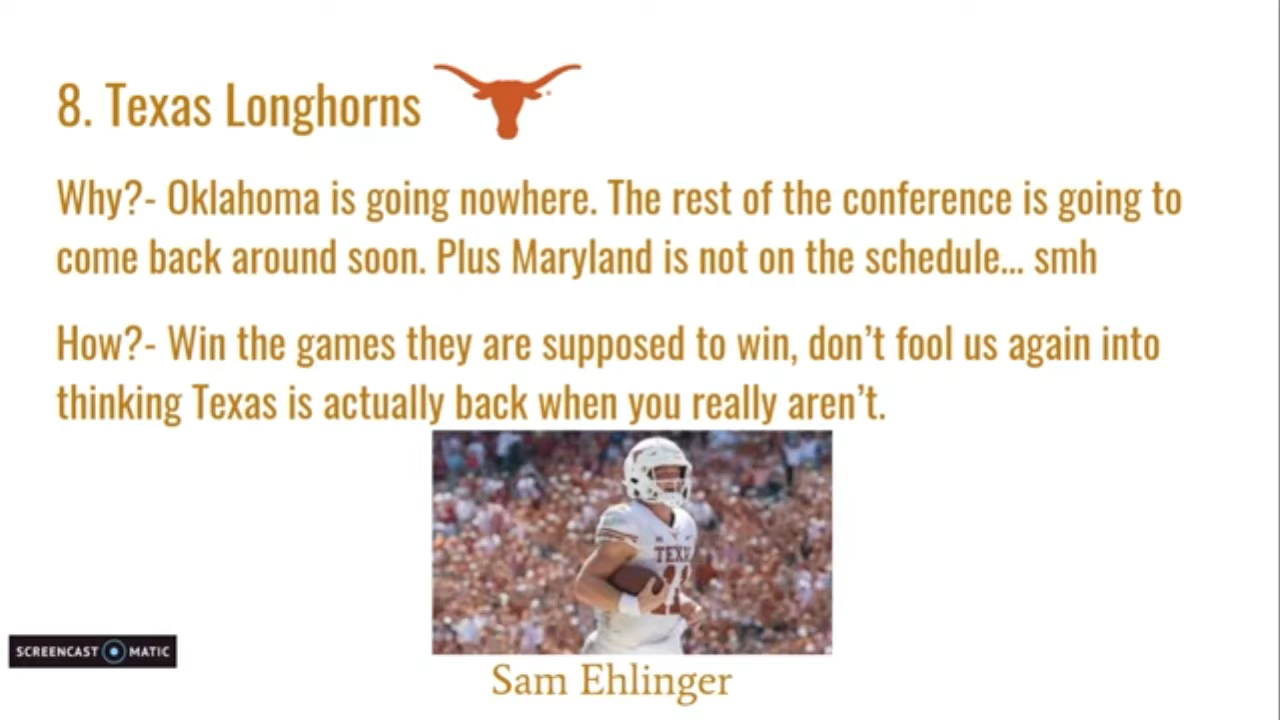 8. Texas Longhorns
Why?- Oklahoma is going nowhere. The rest of the conference is going to
come back around soon. Plus Maryland is not on the schedule... smh
How?- Win the games they are supposed to win, don’t fool us again into
thinking Texas is actually back when you really aren’t.
TEXAS
11
SCREENCAST MATIC
Sam Ehlinger